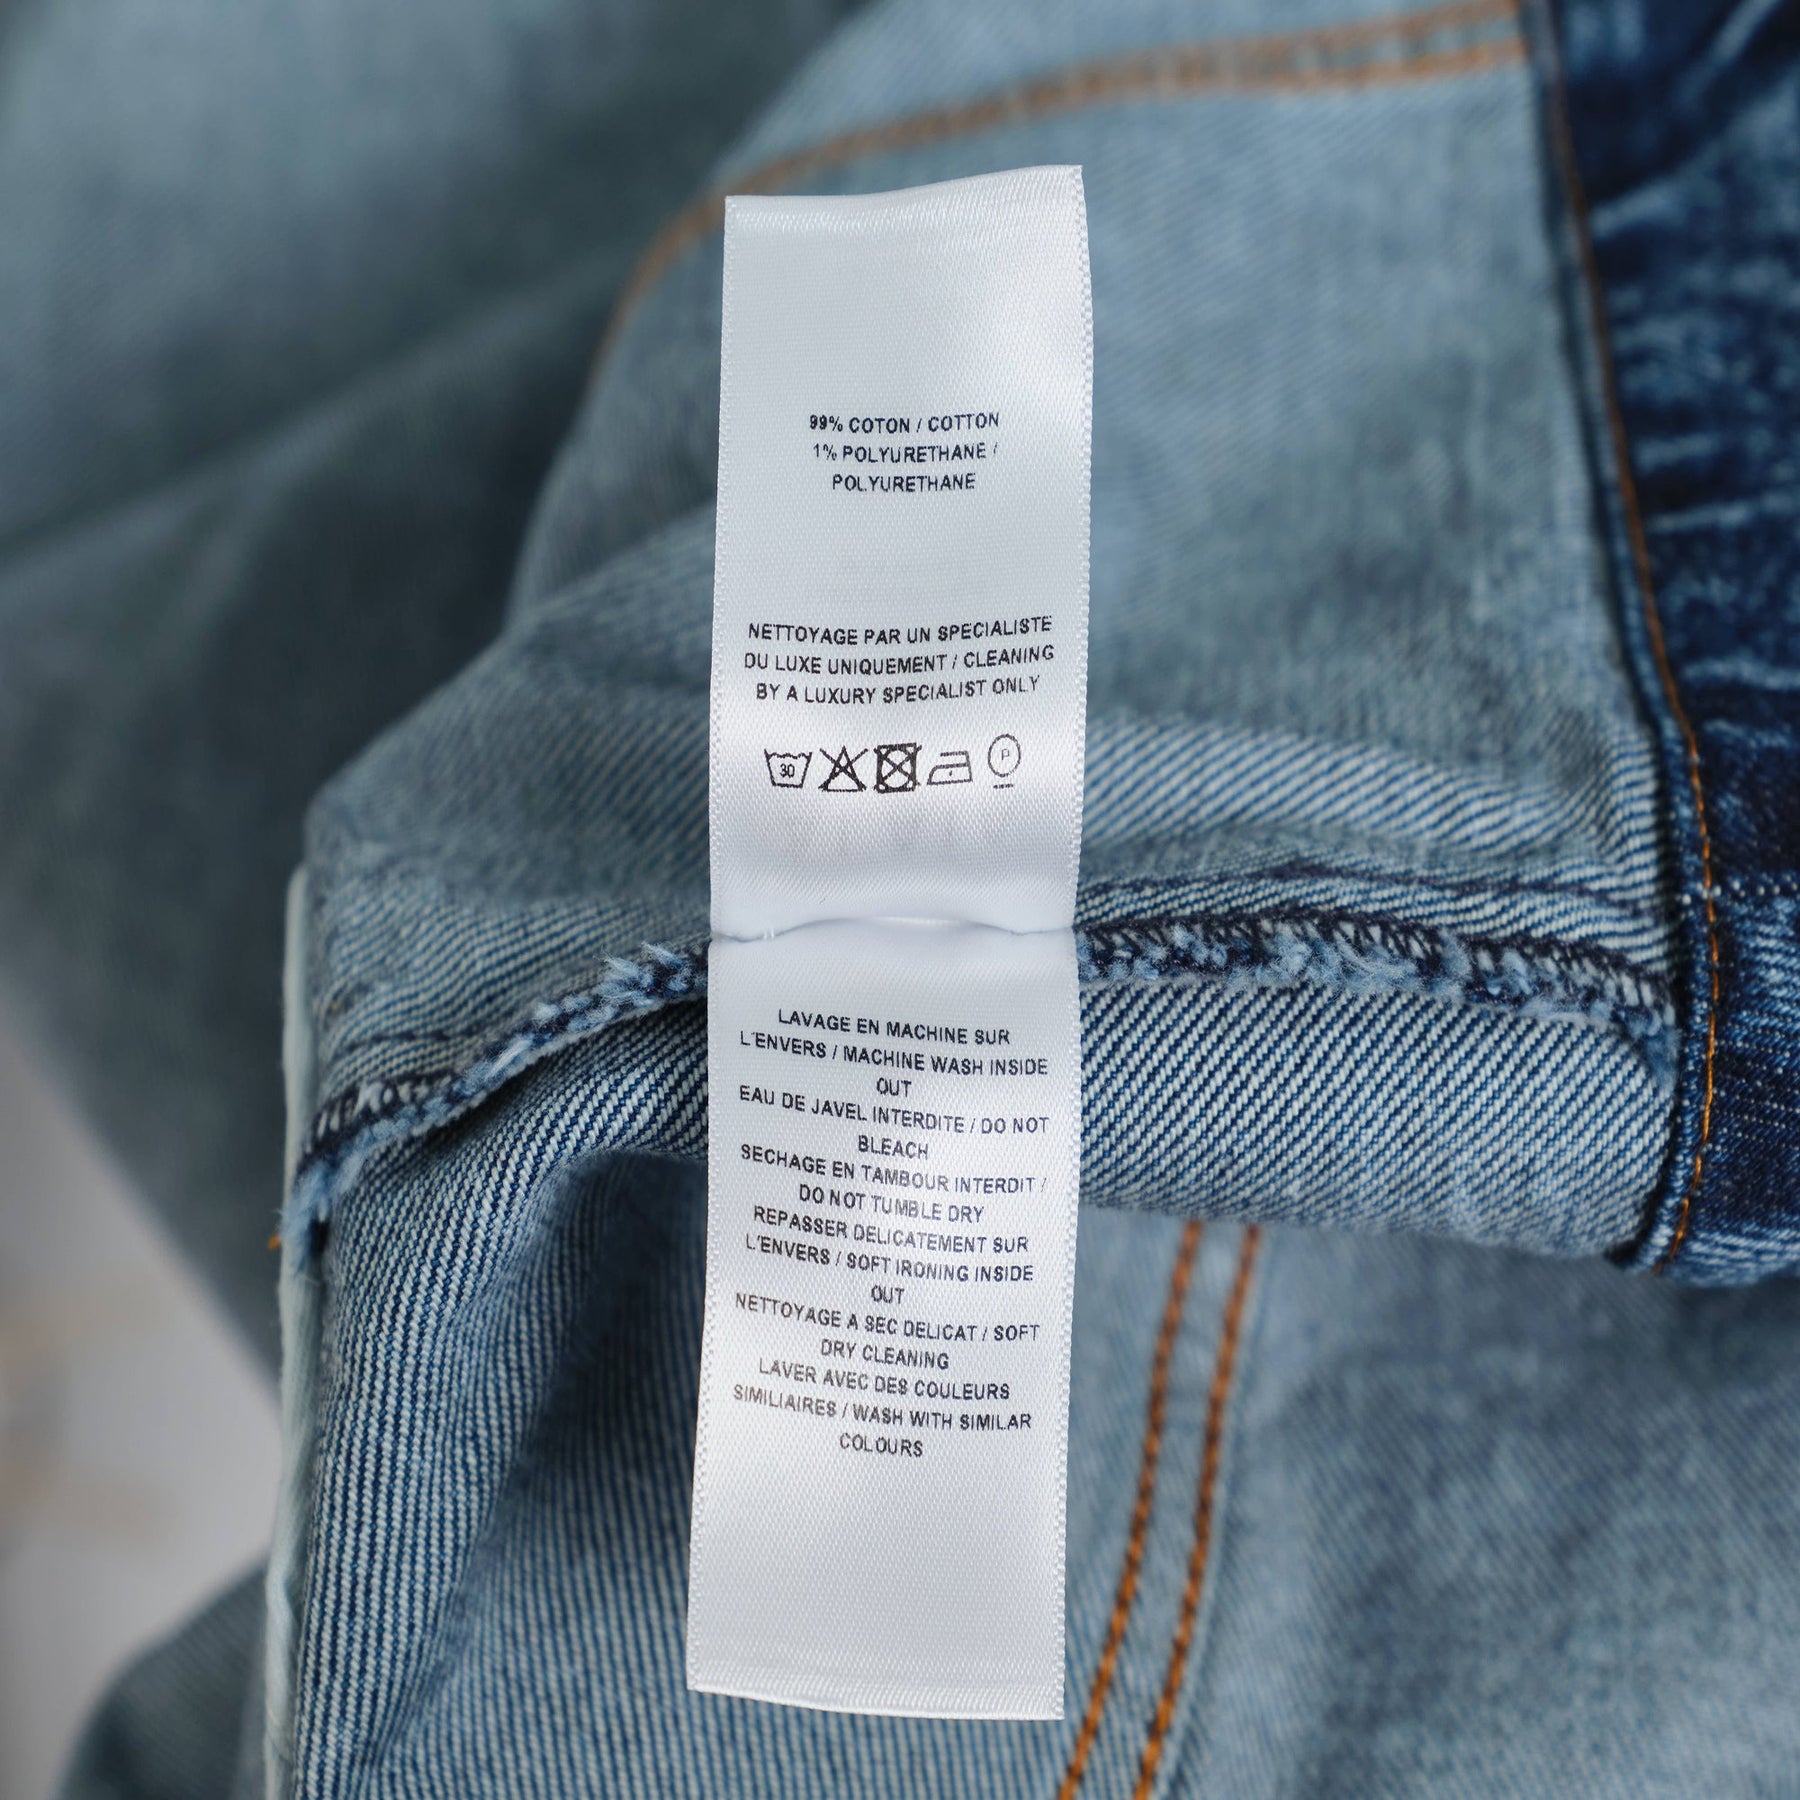 99% COTON / COTTON
1% POLYURETHANE /
POLYURETHANE
NETTOYAGE PAR UN SPECIALISTE
DU LUXE UNIQUEMENT / CLEANING
BY A LUXURY SPECIALIST ONLY
30 P
LAVAGE EN MACHINE SUR
L'ENVERS / MACHINE WASH INSIDE
OUT
EAU DE JAVEL INTERDITE / DO NOT
BLEACH
SECHAGE EN TAMBOUR INTERDIT /
DO NOT TUMBLE DRY
REPASSER DELICATEMENT SUR
L'ENVERS / SOFT IRONING INSIDE
OUT
NETTOYAGE A SEC DELICAT / SOFT
DRY CLEANING
LAVER AVEC DES COULEURS
SIMILIAIRES / WASH WITH SIMILAR
COLOURS